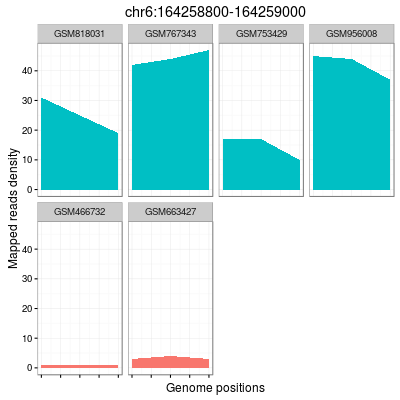 chr6:164258800-164259000
GSM818031 GSM767343 GSM753429 GSM956008
40
30
20
10
0
GSM466732 GSM663427
40
30
20
10
0
Mapped reads density
Genome positions